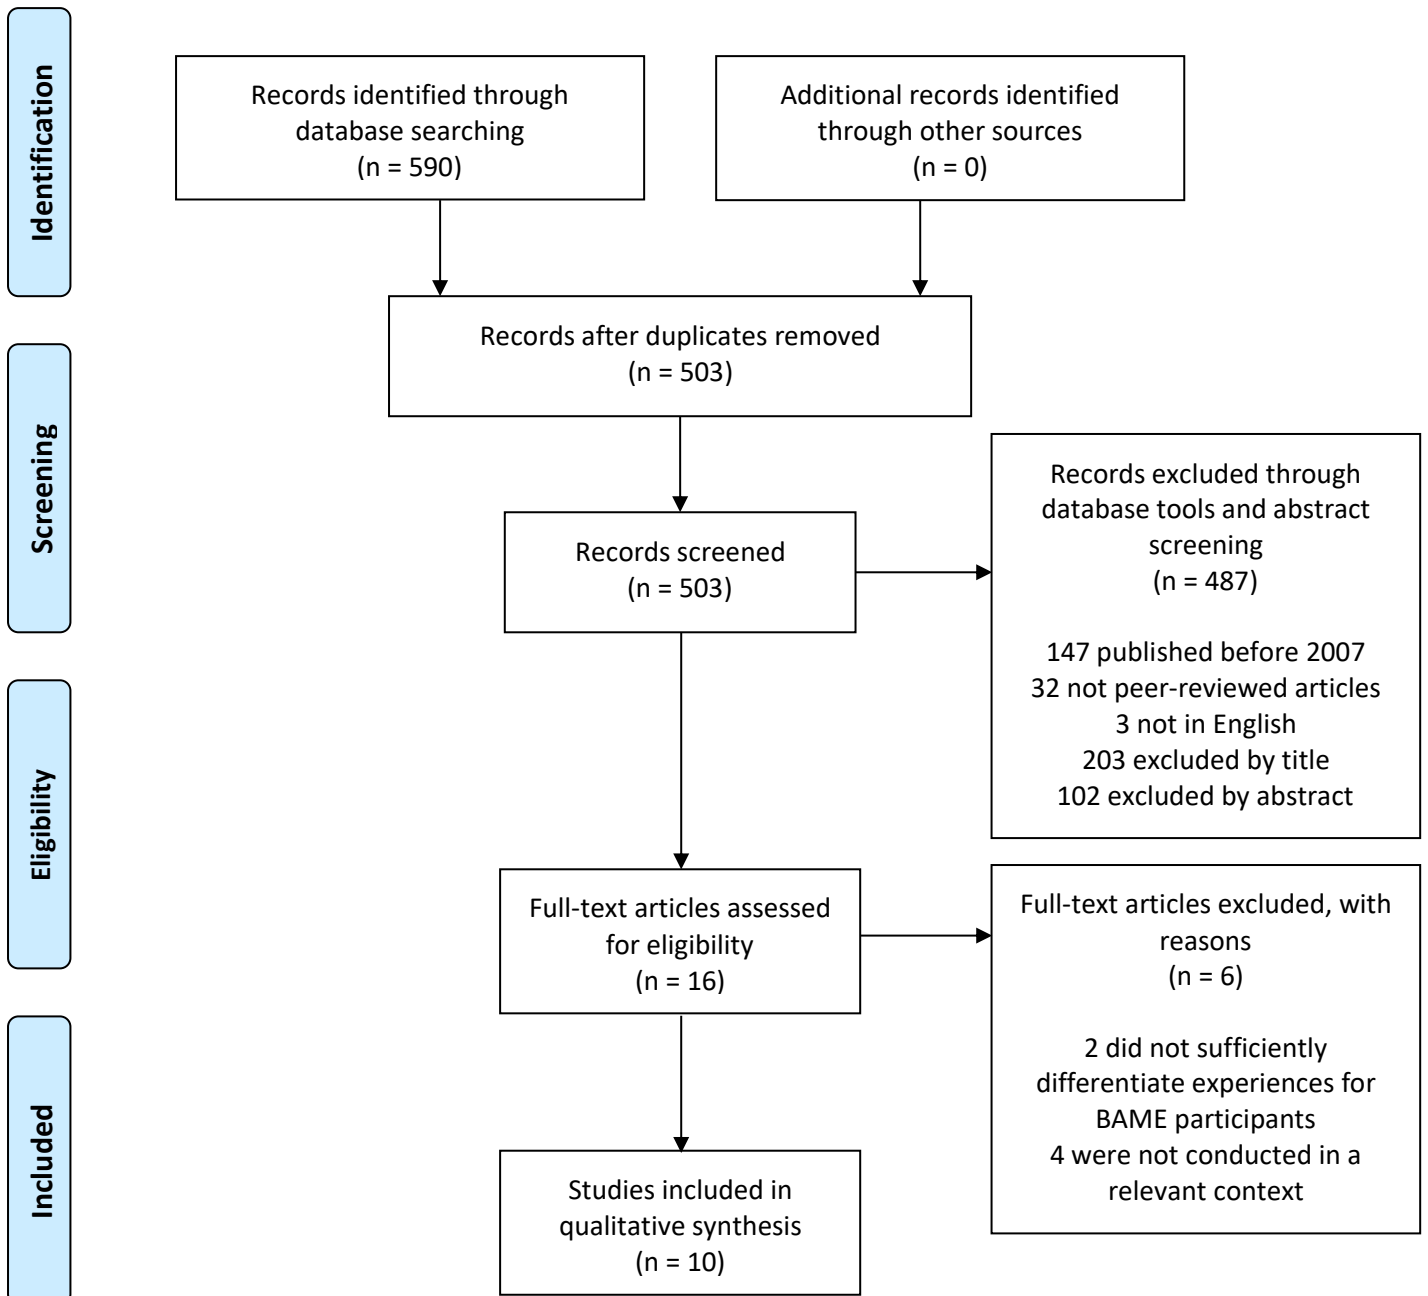 Identification
Records identified through
database searching
(n = 590)
Additional records identified
through other sources
(n = 0)
Records after duplicates removed
(n = 503)
Screening
Records screened
(n = 503)
Records excluded through
database tools and abstract
screening
(n = 487)
147 published before 2007
32 not peer-reviewed articles
3 not in English
203 excluded by title
102 excluded by abstract
Eligibility
Full-text articles assessed
for eligibility
(n = 16)
Full-text articles excluded, with
reasons
(n = 6)
2 did not sufficiently
differentiate experiences for
BAME participants
4 were not conducted in a
relevant context
Included
Studies included in
qualitative synthesis
(n = 10)